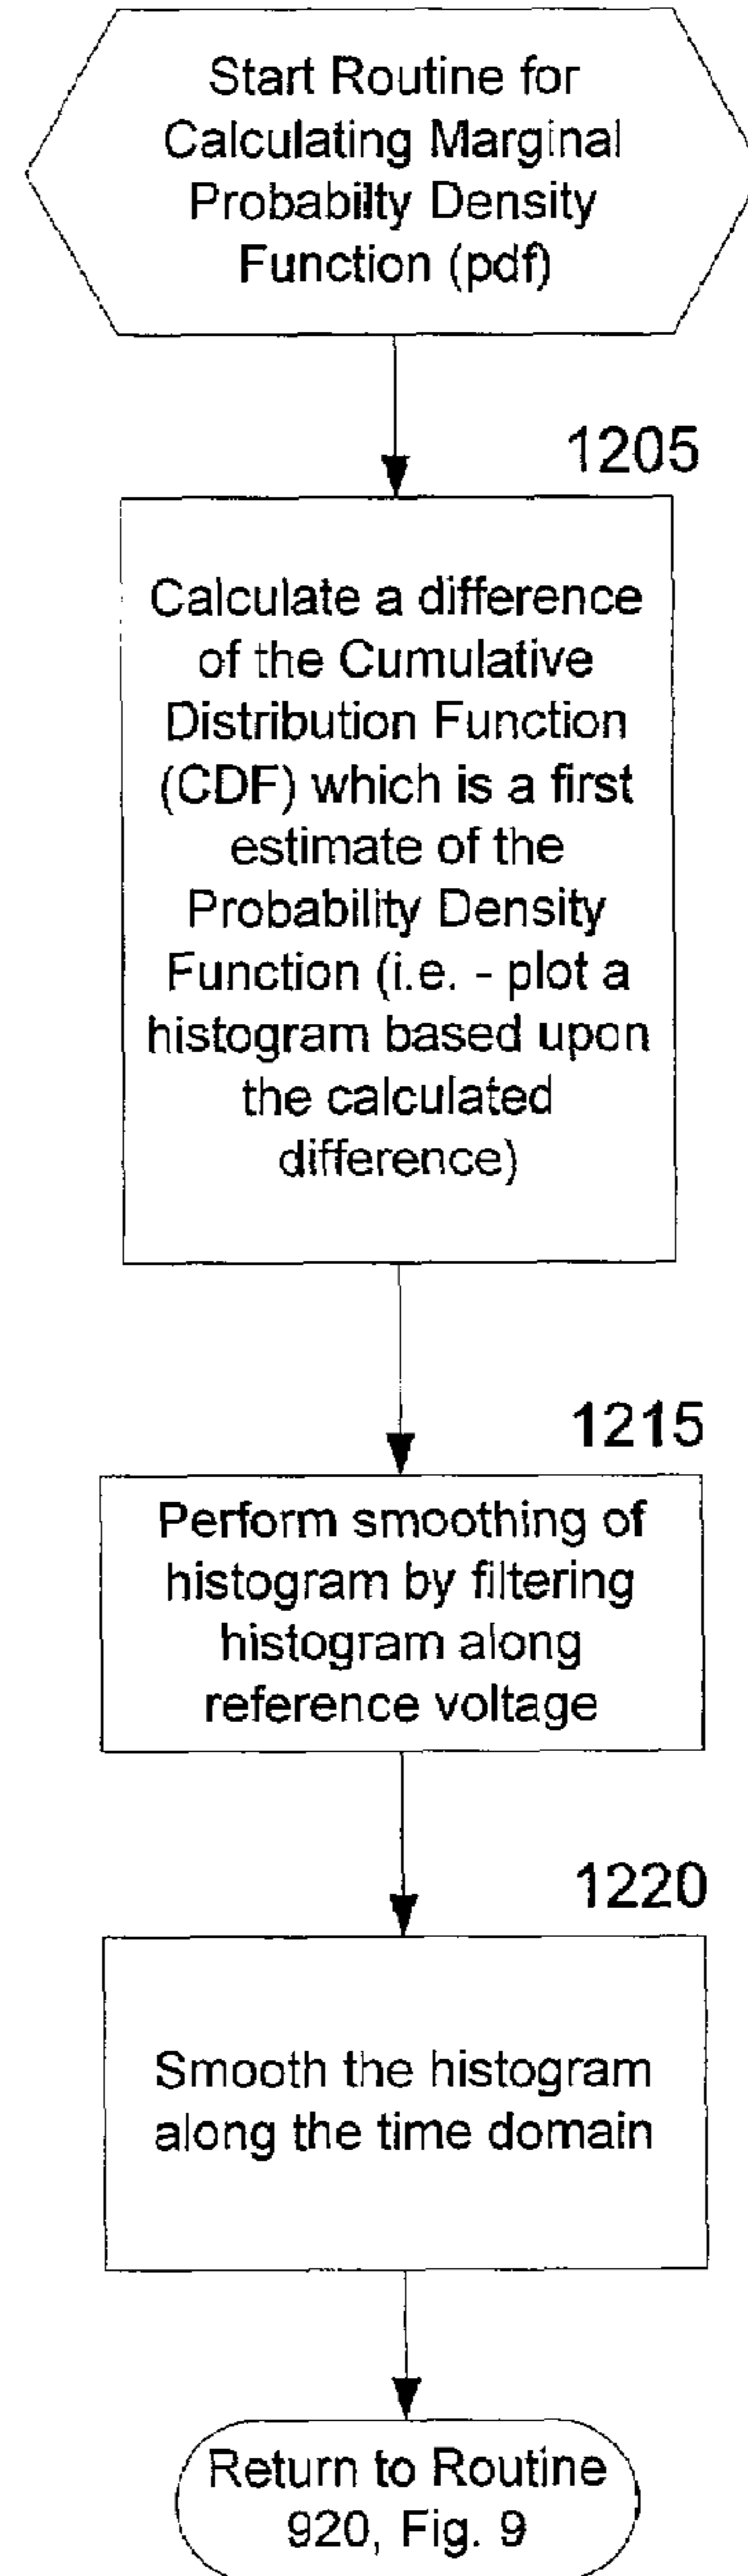 Start Routine for
Calculating Marginal
Probabilty Density
Function (pdf)
1205
Calculate a difference
of the Cumulative
Distribution Function
(CDF) which is a first
estimate of the
Probability Density
Function (i.e. - plot a
histogram based upon
the calculated
difference)
1215
Perform smoothing of
histogram by filtering
histogram along
reference voltage
1220
Smooth the histogram
along the time domain
Return to Routine
920, Fig. 9